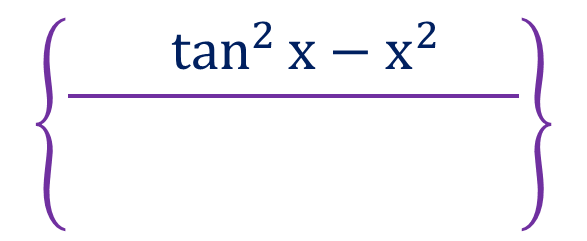 { tan² x − x² }